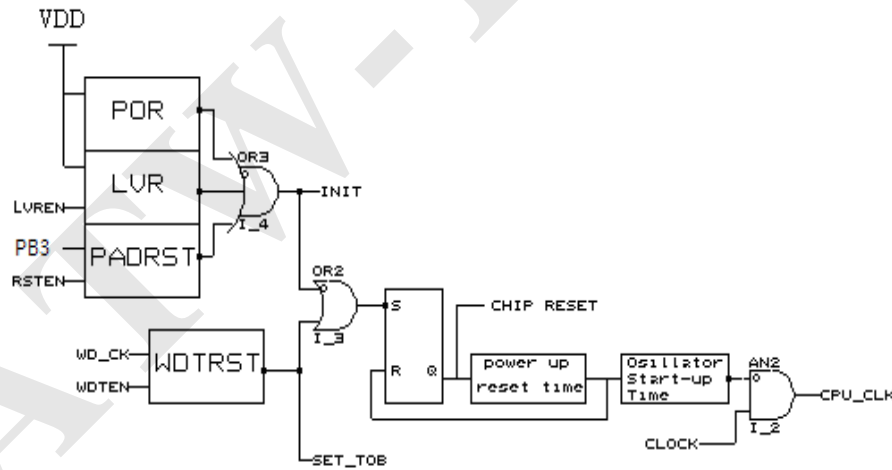 VDD
POR
OR3
LVR
INIT
LVREN
I_4
PB3
PADRST
RSTEN
OR2
S
CHIP RESET
I_3
WD_CK
WDTRST
WDTEN
R
Q
power up
reset time
Osillator
Start-up
Time
AN2
CPU_CLK
I_2
CLOCK
SET_TOB